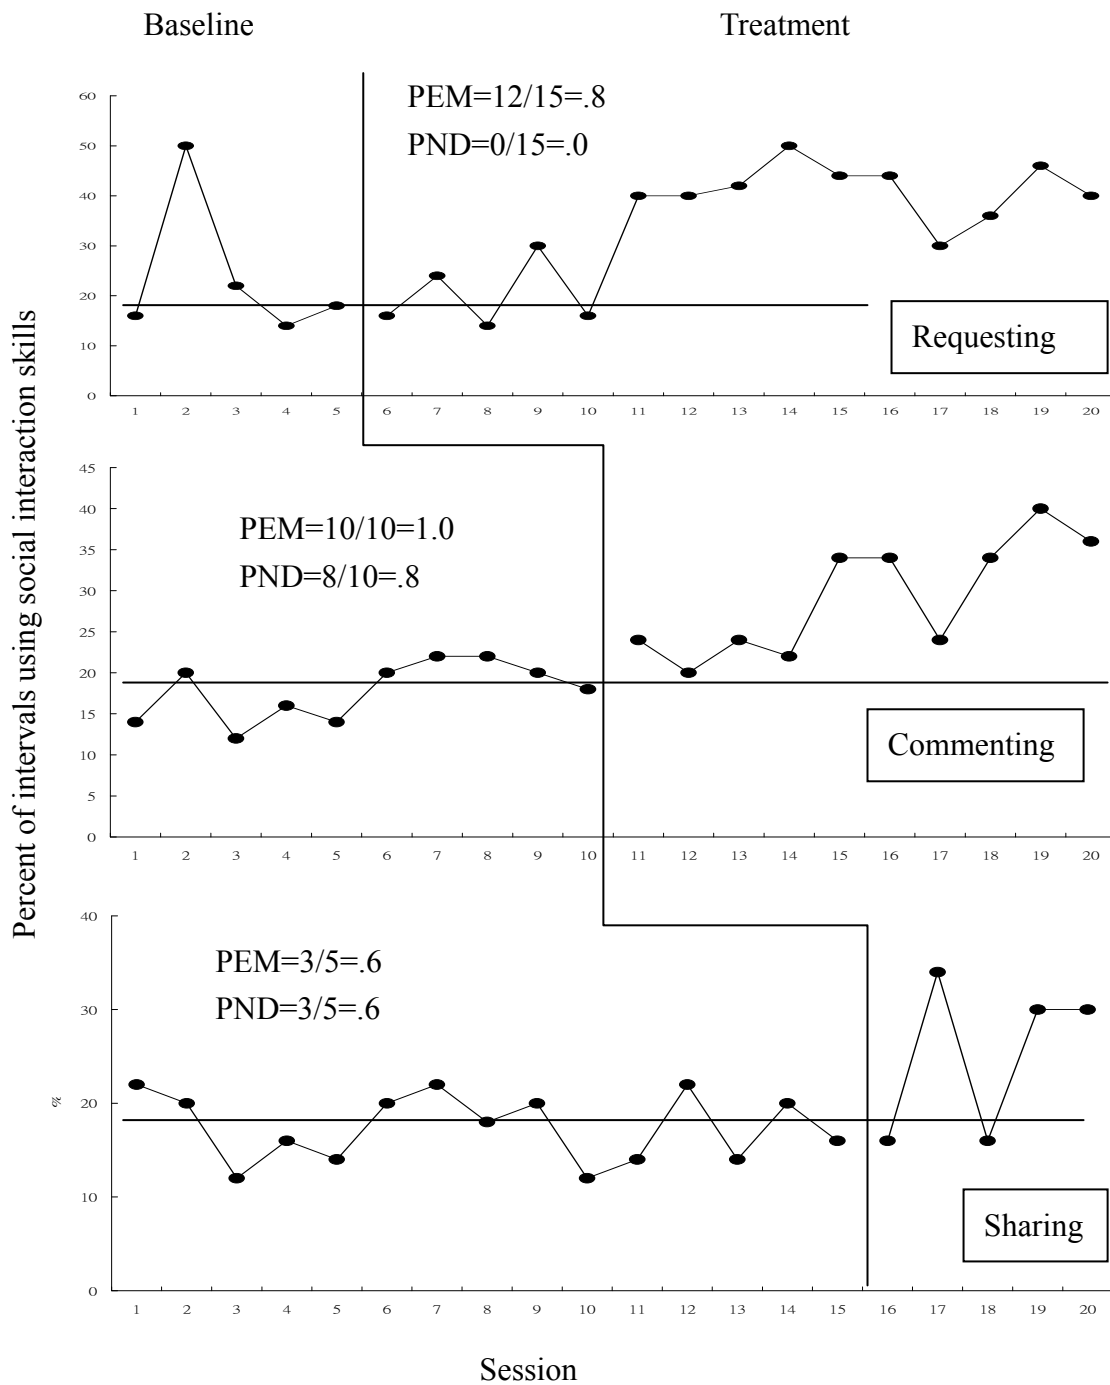 Baseline Treatment
Percent of intervals using social interaction skills
PEM=12/15=.8
PND=0/15=.0
60
50
40
30
20
10
0
Requesting
1 2 3 4 5 6 7 8 9 10 11 12 13 14 15 16 17 18 19 20
45
40
35
30
25
20
15
10
5
0
PEM=10/10=1.0
PND=8/10=.8
Commenting
1 2 3 4 5 6 7 8 9 10 11 12 13 14 15 16 17 18 19 20
%
40
30
20
10
0
PEM=3/5=.6
PND=3/5=.6
Sharing
1 2 3 4 5 6 7 8 9 10 11 12 13 14 15 16 17 18 19 20
Session